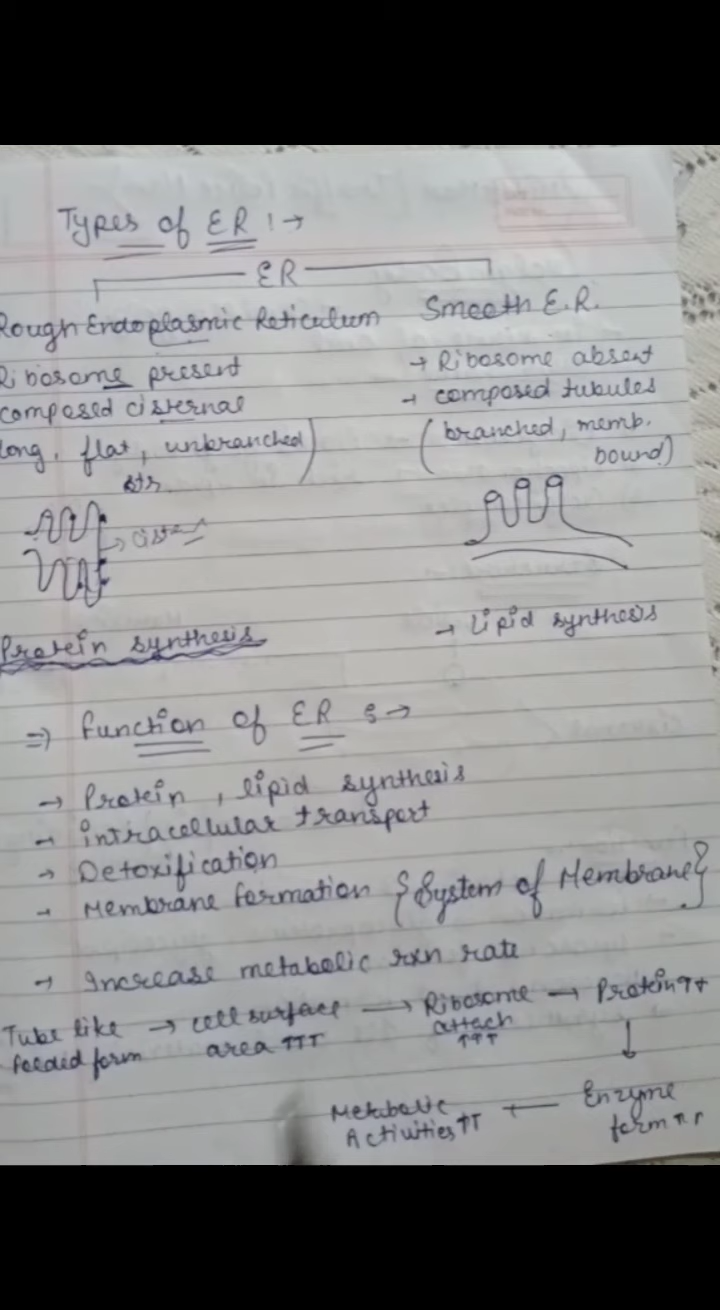 Types of ER :→
ER
Rough Endoplasmic Reticulum
Smooth E.R.
Ribosome present
→ Ribosome absent
composed cisternal
→ composed tubules
long, flat, unbranched)
str.
(branched, memb.
bound)
→
Protein synthesis
→ Lipid synthesis
⇒ Function of ER :→
→ Protein, lipid synthesis
→ intracellular transport
→ Detoxification
→ Membrane formation {System of Membrane}
→ Increase metabolic rxn rate
Tube like → cell surface → Ribosome → Protein ↑↑
form area ↑↑↑ attach
↑↑↑
↓
Metabolic ← Enzyme
Activities ↑↑ form ↑↑